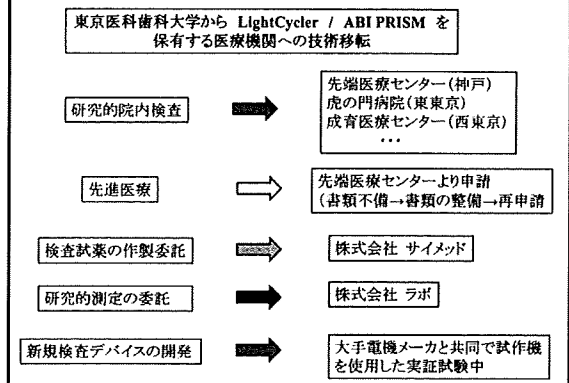 東京医科歯科大学から LightCycler / ABI PRISM を
保有する医療機関への技術移転
研究的院内検査
先端医療センター(神戸)
虎の門病院(東東京)
成育医療センター(西東京)
…
先進医療
先端医療センターより申請
(書類不備→書類の整備→再申請
検査試薬の作製委託
株式会社 サイメッド
研究的測定の委託
株式会社 ラボ
新規検査デバイスの開発
大手電機メーカと共同で試作機
を使用した実証試験中